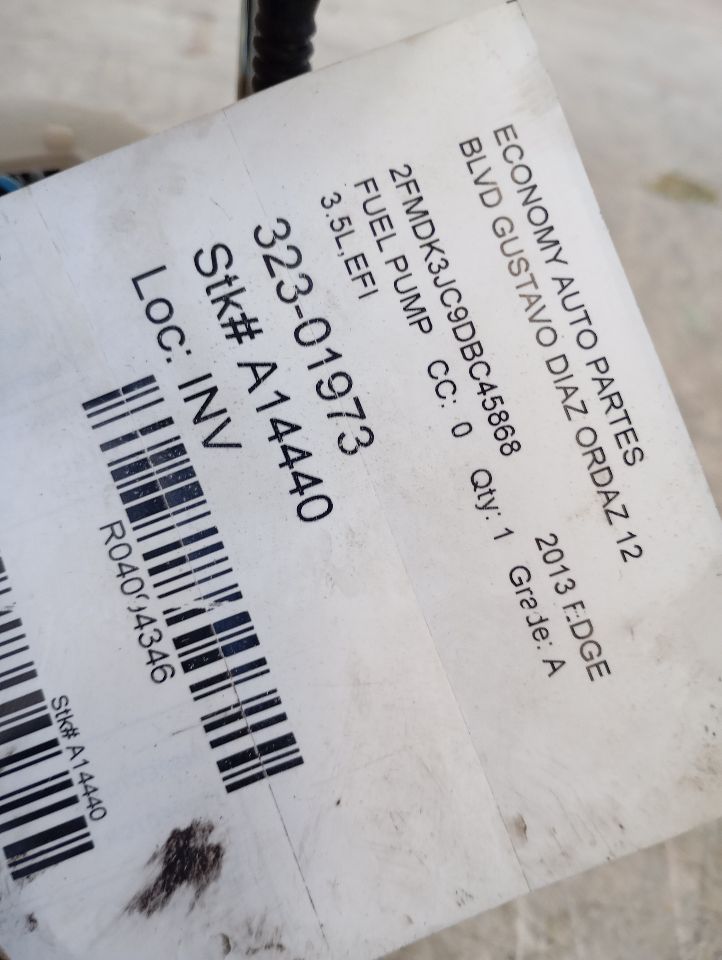 ECONOMY AUTO PARTES
BLVD GUSTAVO DIAZ ORDAZ 12
2FMDK3JC9DBC45868 2013 EDGE
FUEL PUMP CC: 0 Qty: 1 Grade: A
3.5L,EFI
323-01973
Stk# A14440
Loc: INV
R04094346
Stk# A14440